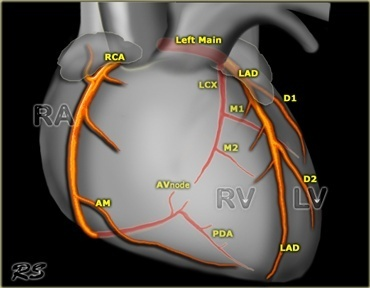 Left Main
RCA
LAD
LCX
D1
M1
RA
M2
AVnode
D2
RV
LV
AM
PDA
LAD
RS